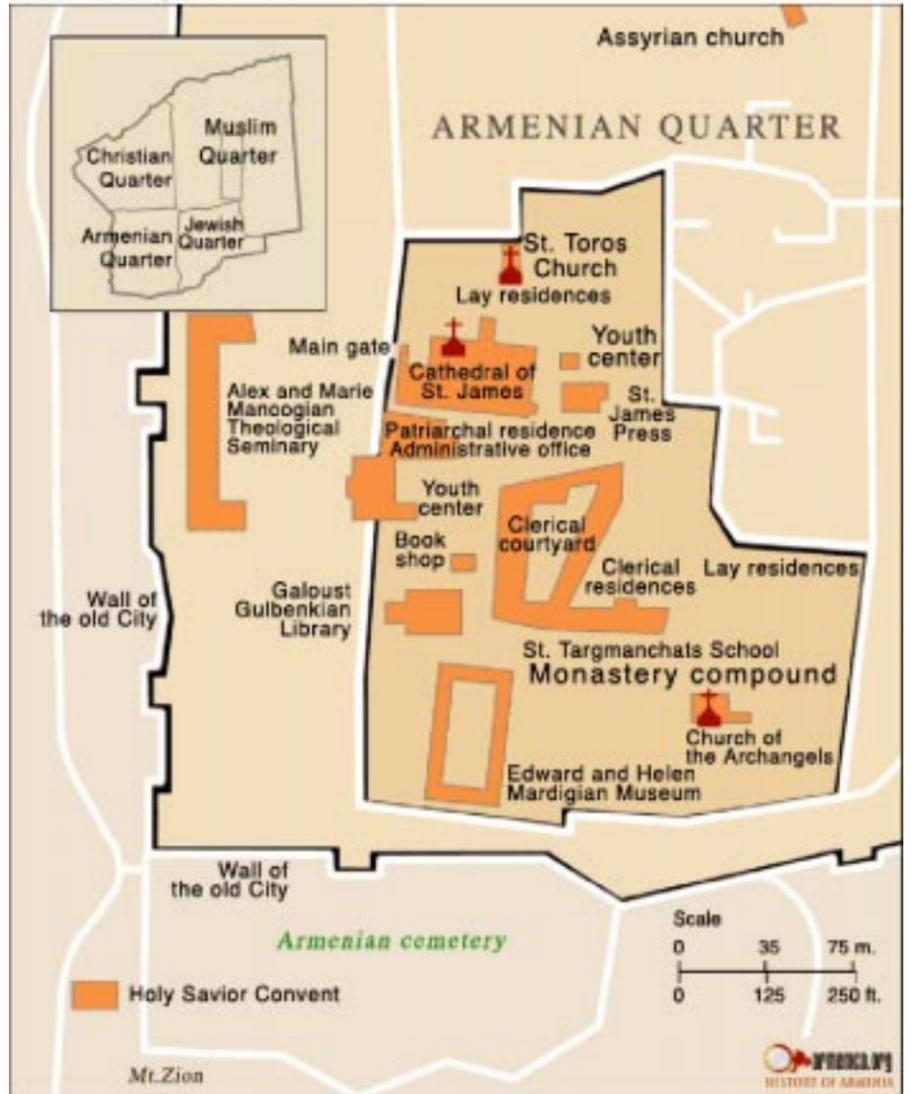 Assyrian church
ARMENIAN QUARTER
Muslim
Quarter
Christian
Quarter
Armenian
Quarter
Jewish
Quarter
St. Toros
Church
Lay residences
Main gate
Youth
center
Cathedral of
St. James
Alex and Marie
Manoogian
Theological
Seminary
St.
James
Press
Patriarchal residence
Administrative office
Youth
center
Clerical
courtyard
Book
shop
Clerical
residences
Lay residences
Wall of
the old City
Galoust
Gulbenkian
Library
St. Targmanchats School
Monastery compound
Church of
the Archangels
Edward and Helen
Mardigian Museum
Wall of
the old City
Armenian cemetery
Scale
0 35 75 m.
0 125 250 ft.
Holy Savior Convent
Mt.Zion
armenica.org
HISTORY OF ARMENIA